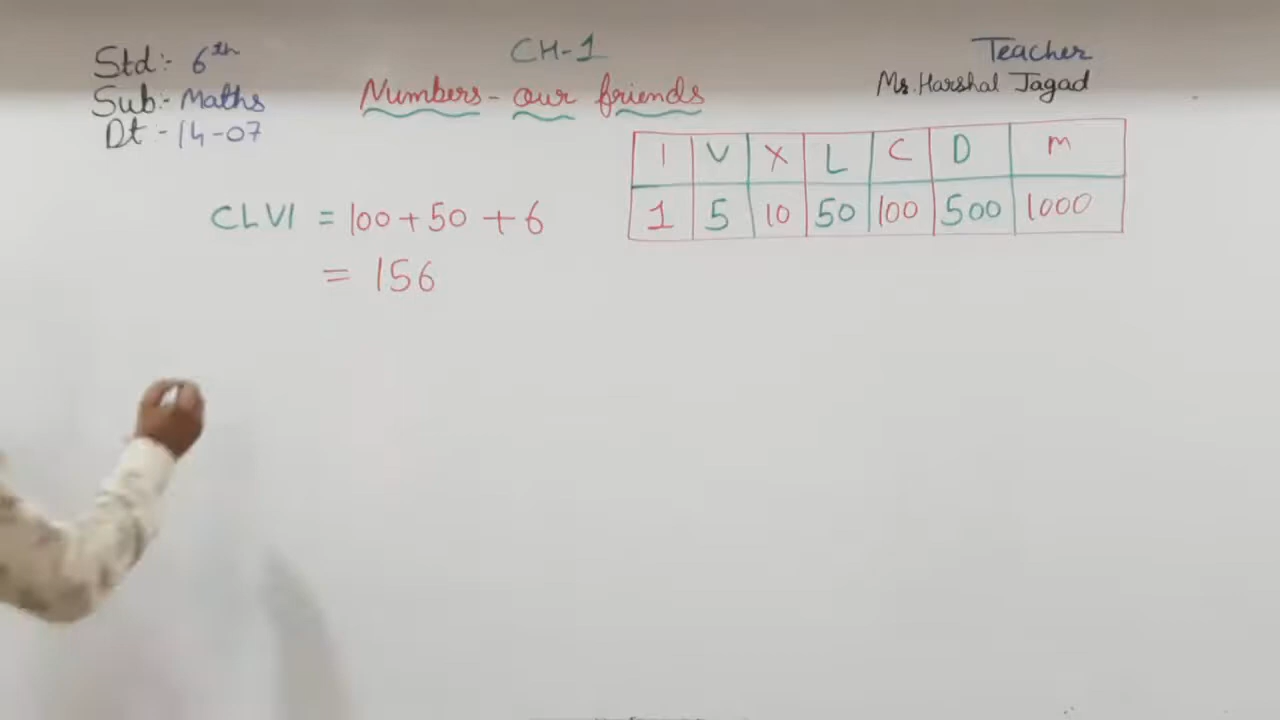 Std:- 6th
Sub:- Maths
Dt:- 14-07
CH-1
Numbers - our friends
Teacher
Mr. Harshal Jagad
I V X L C D M
1 5 10 50 100 500 1000
CLVI = 100 + 50 + 6
= 156